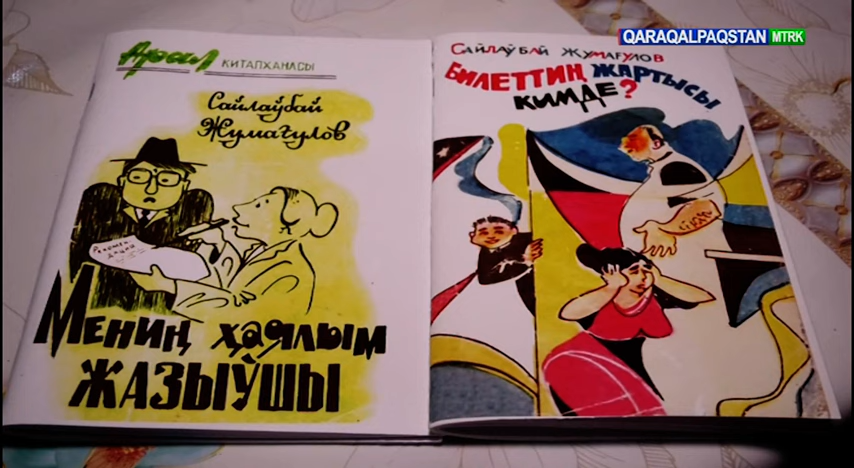 QARAQALPAQSTAN MTRK
Арал КИТАПХАНАСЫ
Сайлаўбай
Жумағулов
Мениң ҳаялым
ЖАЗЫЎШЫ
САЙЛАЎБАЙ ЖУМАҒУЛОВ
БИЛЕТТИҢ ЖАРТЫСЫ
КИМДЕ?